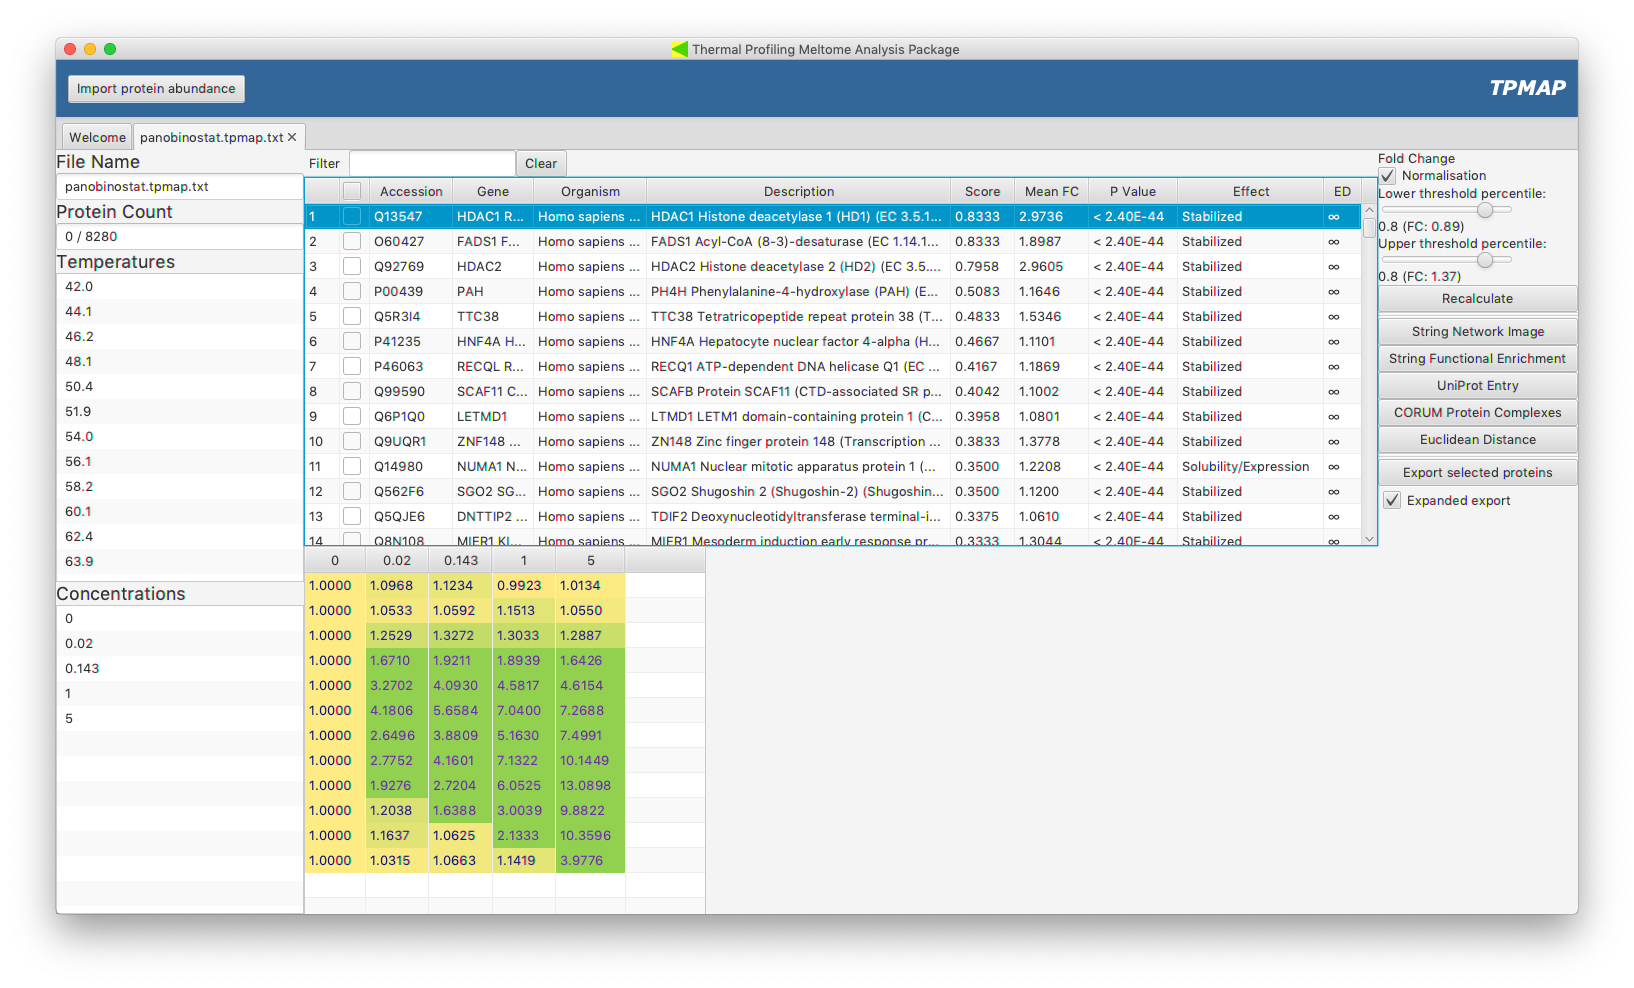 Thermal Profiling Meltome Analysis Package
Import protein abundance
TPMAP
Welcome
panobinostat.tpmap.txt ✕
File Name
panobinostat.tpmap.txt
Protein Count
0 / 8280
Temperatures
42.0
44.1
46.2
48.1
50.4
51.9
54.0
56.1
58.2
60.1
62.4
63.9
Concentrations
0
0.02
0.143
1
5
Filter
Clear
Accession Gene Organism Description Score Mean FC P Value Effect ED
1 Q13547 HDAC1 R... Homo sapiens ... HDAC1 Histone deacetylase 1 (HD1) (EC 3.5.1... 0.8333 2.9736 < 2.40E-44 Stabilized ∞
2 O60427 FADS1 F... Homo sapiens ... FADS1 Acyl-CoA (8-3)-desaturase (EC 1.14.1... 0.8333 1.8987 < 2.40E-44 Stabilized ∞
3 Q92769 HDAC2 Homo sapiens ... HDAC2 Histone deacetylase 2 (HD2) (EC 3.5.... 0.7958 2.9605 < 2.40E-44 Stabilized ∞
4 P00439 PAH Homo sapiens ... PH4H Phenylalanine-4-hydroxylase (PAH) (E... 0.5083 1.1646 < 2.40E-44 Stabilized ∞
5 Q5R3I4 TTC38 Homo sapiens ... TTC38 Tetratricopeptide repeat protein 38 (T... 0.4833 1.5346 < 2.40E-44 Stabilized ∞
6 P41235 HNF4A H... Homo sapiens ... HNF4A Hepatocyte nuclear factor 4-alpha (H... 0.4667 1.1101 < 2.40E-44 Stabilized ∞
7 P46063 RECQL R... Homo sapiens ... RECQ1 ATP-dependent DNA helicase Q1 (EC ... 0.4167 1.1869 < 2.40E-44 Stabilized ∞
8 Q99590 SCAF11 C... Homo sapiens ... SCAFB Protein SCAF11 (CTD-associated SR p... 0.4042 1.1002 < 2.40E-44 Stabilized ∞
9 Q6P1Q0 LETMD1 Homo sapiens ... LTMD1 LETM1 domain-containing protein 1 (C... 0.3958 1.0801 < 2.40E-44 Stabilized ∞
10 Q9UQR1 ZNF148 ... Homo sapiens ... ZN148 Zinc finger protein 148 (Transcription ... 0.3833 1.3778 < 2.40E-44 Stabilized ∞
11 Q14980 NUMA1 N... Homo sapiens ... NUMA1 Nuclear mitotic apparatus protein 1 (... 0.3500 1.2208 < 2.40E-44 Solubility/Expression ∞
12 Q562F6 SGO2 SG... Homo sapiens ... SGO2 Shugoshin 2 (Shugoshin-2) (Shugoshin... 0.3500 1.1200 < 2.40E-44 Stabilized ∞
13 Q5QJE6 DNTTIP2 ... Homo sapiens ... TDIF2 Deoxynucleotidyltransferase terminal-i... 0.3375 1.0610 < 2.40E-44 Stabilized ∞
14 Q8N108 MIER1 KI... Homo sapiens ... MIER1 Mesoderm induction early response pr... 0.3333 1.3044 < 2.40E-44 Stabilized ∞
0 0.02 0.143 1 5
1.0000 1.0968 1.1234 0.9923 1.0134
1.0000 1.0533 1.0592 1.1513 1.0550
1.0000 1.2529 1.3272 1.3033 1.2887
1.0000 1.6710 1.9211 1.8939 1.6426
1.0000 3.2702 4.0930 4.5817 4.6154
1.0000 4.1806 5.6584 7.0400 7.2688
1.0000 2.6496 3.8809 5.1630 7.4991
1.0000 2.7752 4.1601 7.1322 10.1449
1.0000 1.9276 2.7204 6.0525 13.0898
1.0000 1.2038 1.6388 3.0039 9.8822
1.0000 1.1637 1.0625 2.1333 10.3596
1.0000 1.0315 1.0663 1.1419 3.9776
Fold Change
Normalisation
Lower threshold percentile:
0.8 (FC: 0.89)
Upper threshold percentile:
0.8 (FC: 1.37)
Recalculate
String Network Image
String Functional Enrichment
UniProt Entry
CORUM Protein Complexes
Euclidean Distance
Export selected proteins
Expanded export